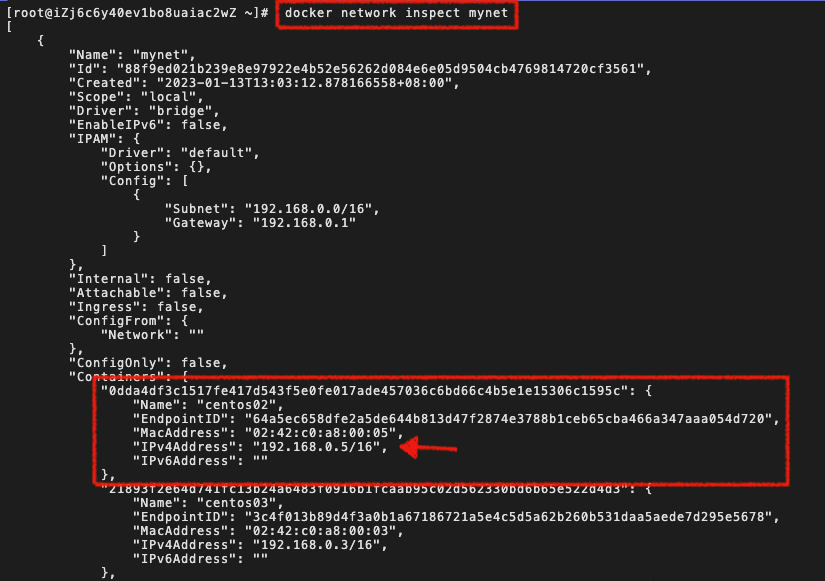 [root@iZj6c6y40ev1bo8uaiac2wZ ~]# docker network inspect mynet
[
    {
        "Name": "mynet",
        "Id": "88f9ed021b239e8e97922e4b52e56262d084e6e05d9504cb4769814720cf3561",
        "Created": "2023-01-13T13:03:12.878166558+08:00",
        "Scope": "local",
        "Driver": "bridge",
        "EnableIPv6": false,
        "IPAM": {
            "Driver": "default",
            "Options": {},
            "Config": [
                {
                    "Subnet": "192.168.0.0/16",
                    "Gateway": "192.168.0.1"
                }
            ]
        },
        "Internal": false,
        "Attachable": false,
        "Ingress": false,
        "ConfigFrom": {
            "Network": ""
        },
        "ConfigOnly": false,
        "Containers": {
            "0dda4df3c1517fe417d543f5e0fe017ade457036c6bd66c4b5e1e15306c1595c": {
                "Name": "centos02",
                "EndpointID": "64a5ec658dfe2a5de644b813d47f2874e3788b1ceb65cba466a347aaa054d720",
                "MacAddress": "02:42:c0:a8:00:05",
                "IPv4Address": "192.168.0.5/16",
                "IPv6Address": ""
            },
            "21893f2e64d741fc13b24a6483f0916b1fcaab95c02d562330bd6b65e522d4d3": {
                "Name": "centos03",
                "EndpointID": "3c4f013b89d4f3a0b1a67186721a5e4c5d5a62b260b531daa5aede7d295e5678",
                "MacAddress": "02:42:c0:a8:00:03",
                "IPv4Address": "192.168.0.3/16",
                "IPv6Address": ""
            },